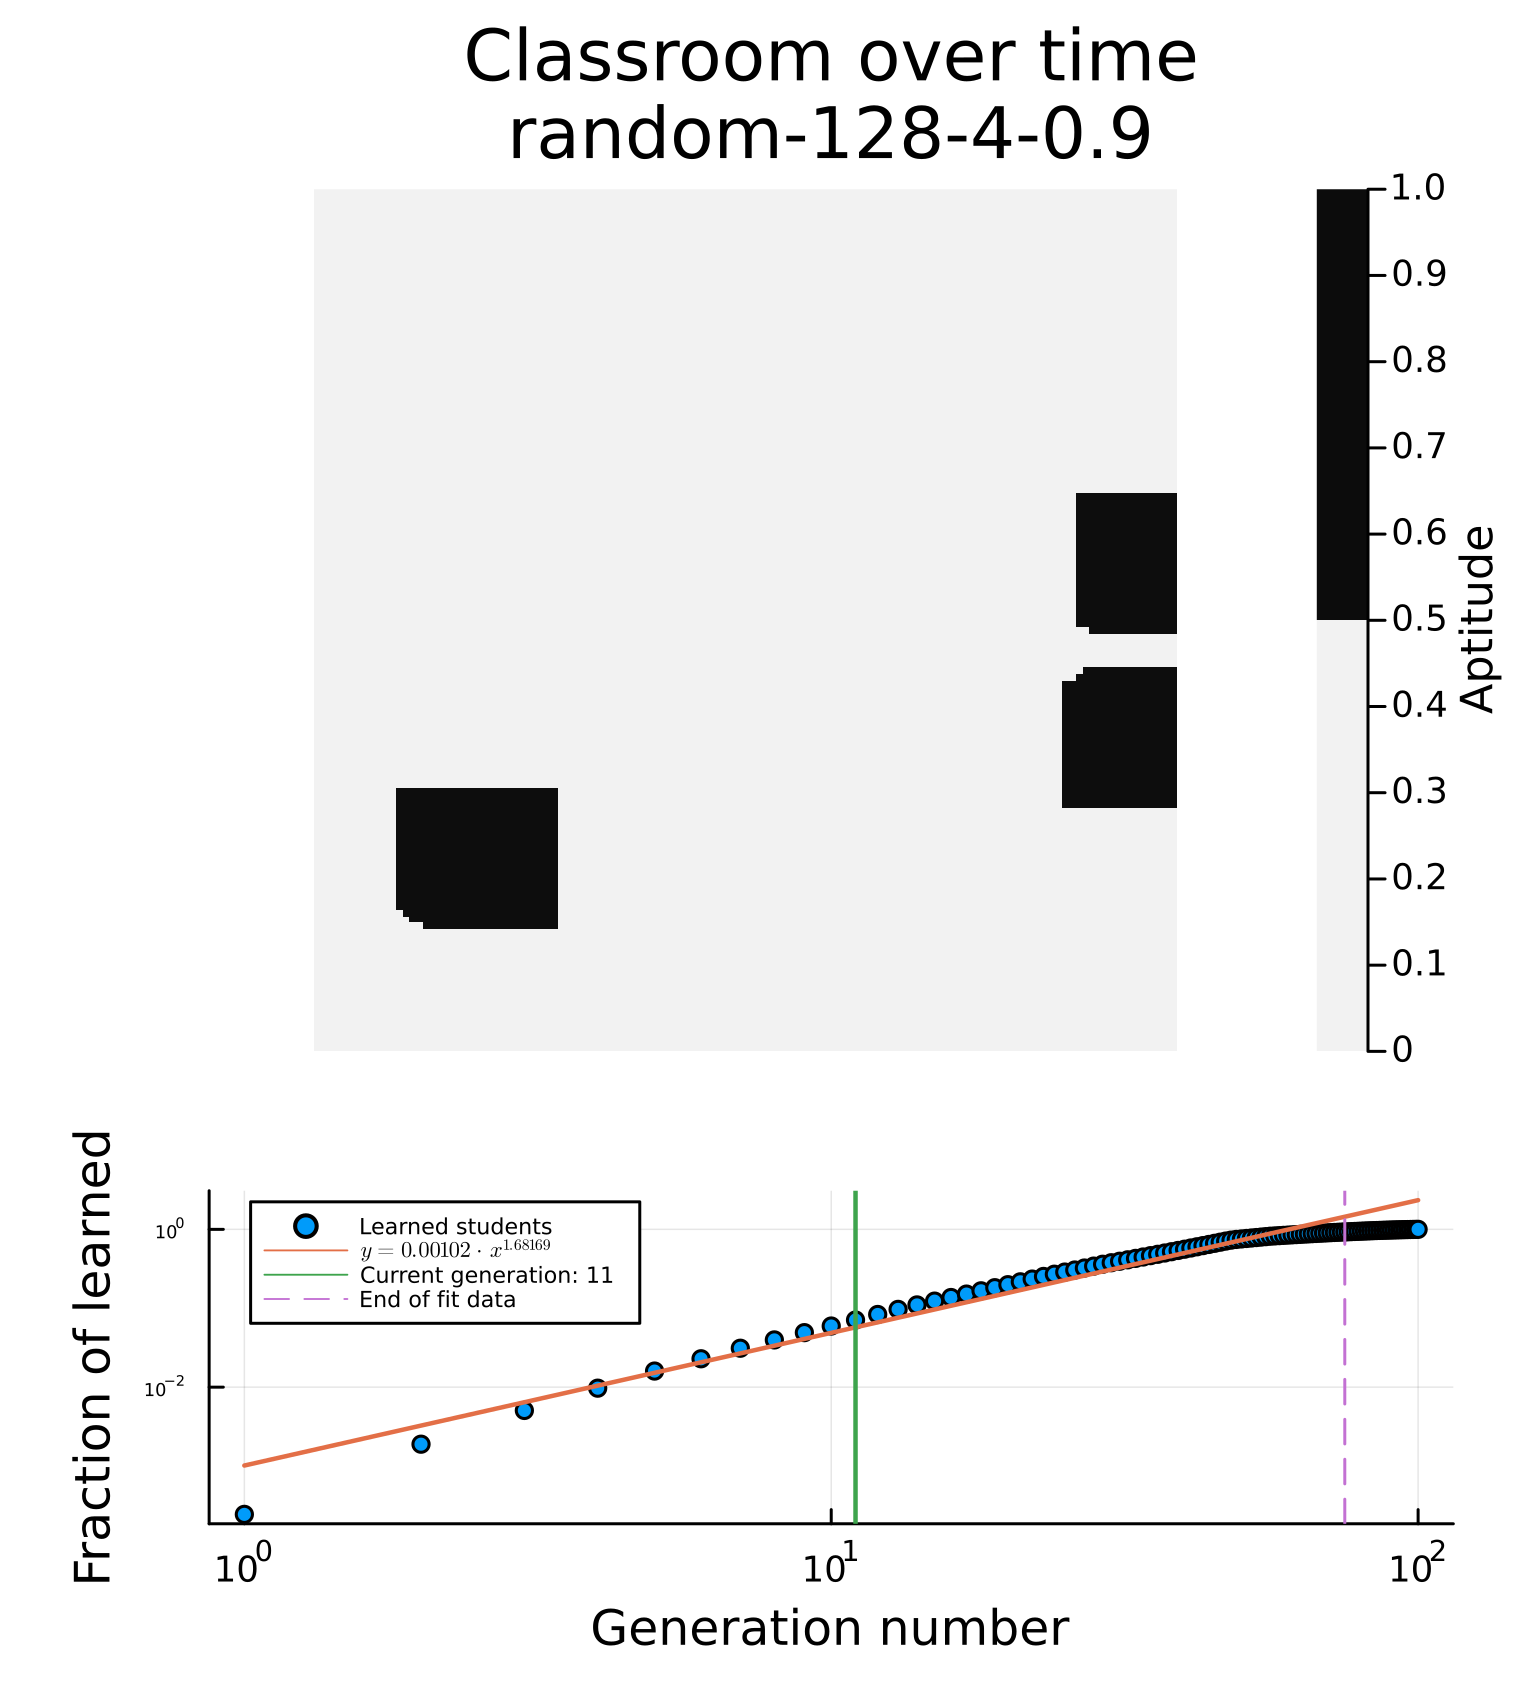 Classroom over time
random-128-4-0.9
1.0
0.9
0.8
0.7
0.6
0.5
0.4
0.3
0.2
0.1
0
Aptitude
Fraction of learned
10^0
10^-2
Learned students
y = 0.00102 · x^1.68169
Current generation: 11
End of fit data
10^0
10^1
10^2
Generation number